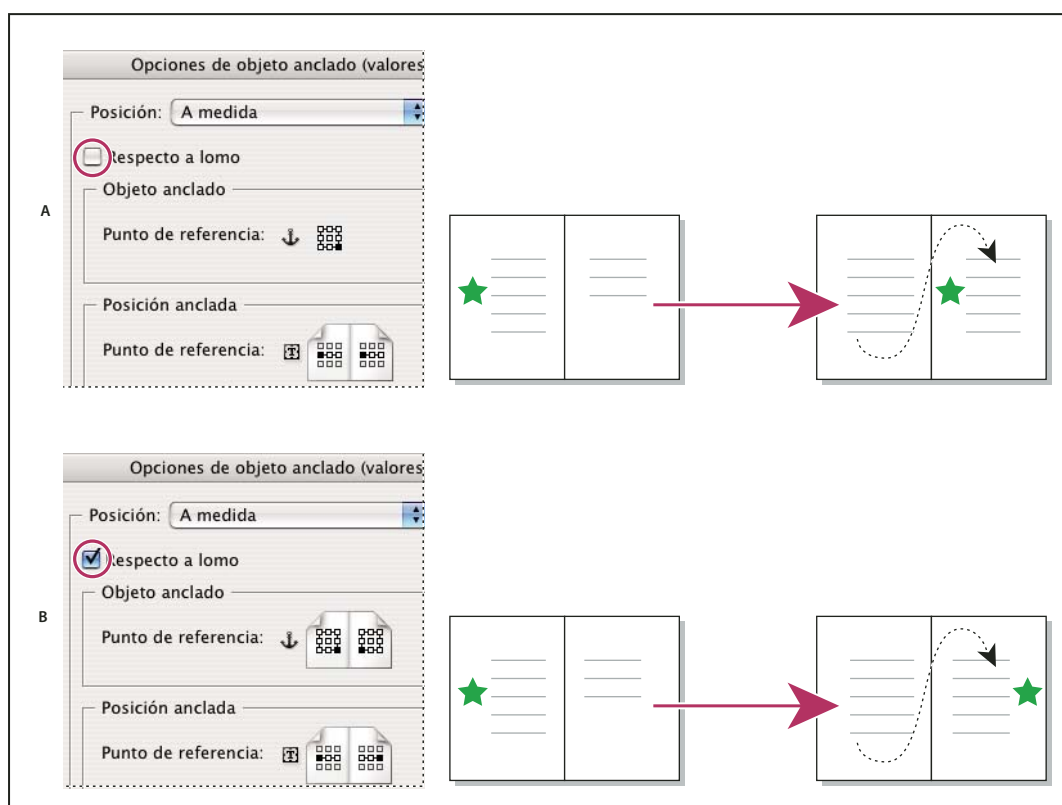 Opciones de objeto anclado (valores
Posición: A medida
Respecto a lomo
Objeto anclado
A
Punto de referencia:
Posición anclada
Punto de referencia: T
Opciones de objeto anclado (valores
Posición: A medida
Respecto a lomo
Objeto anclado
B
Punto de referencia:
Posición anclada
Punto de referencia: T